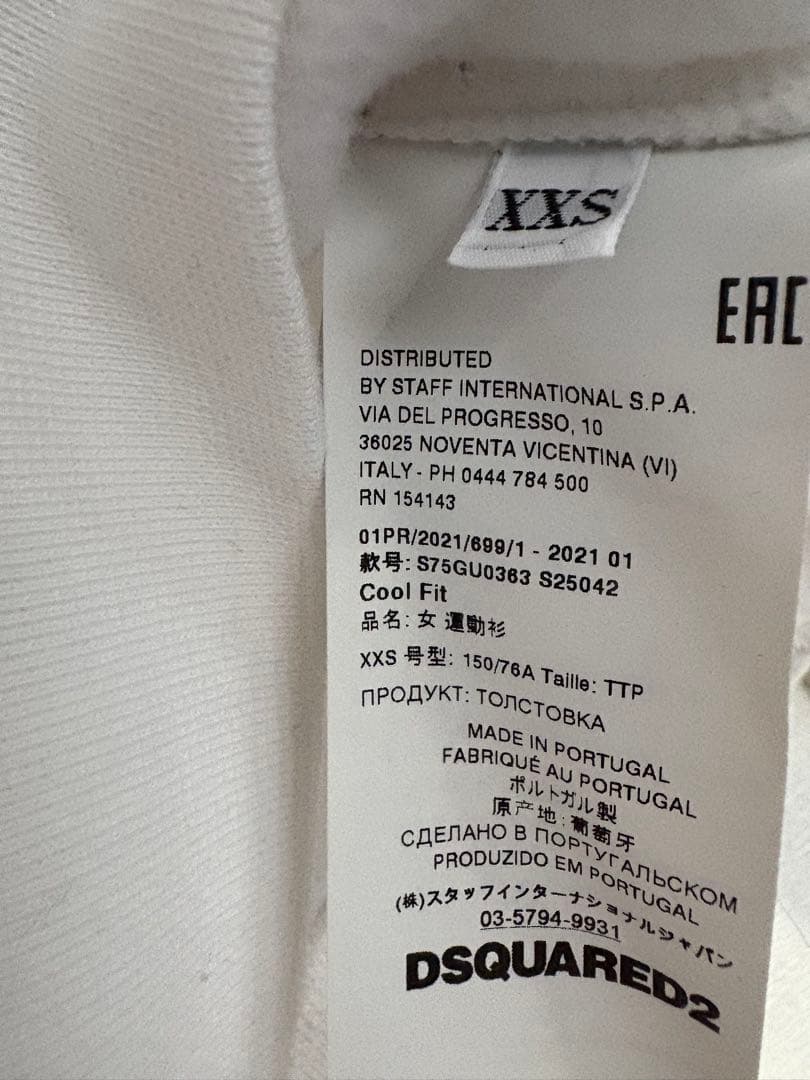 XXS
EAC
DISTRIBUTED
BY STAFF INTERNATIONAL S.P.A.
VIA DEL PROGRESSO, 10
36025 NOVENTA VICENTINA (VI)
ITALY - PH 0444 784 500
RN 154143
01PR/2021/699/1 - 2021 01
款号: S75GU0363 S25042
Cool Fit
品名: 女 運動衫
XXS 号型: 150/76A Taille: TTP
ПРОДУКТ: ТОЛСТОВКА
MADE IN PORTUGAL
FABRIQUÉ AU PORTUGAL
ポルトガル製
原产地: 葡萄牙
СДЕЛАНО В ПОРТУГАЛЬСКОМ
PRODUZIDO EM PORTUGAL
(株)スタッフインターナショナルジャパン
03-5794-9931
DSQUARED2